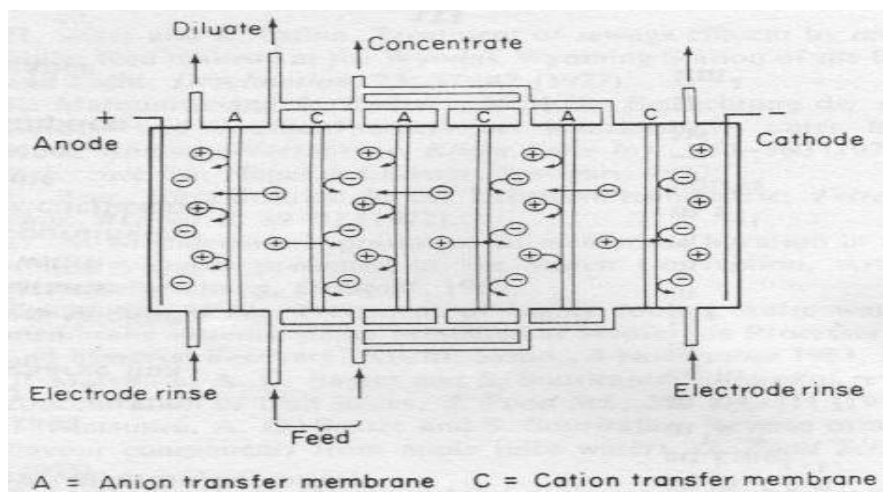 Diluate
Concentrate
A C A C A C
+ −
Anode Cathode
Electrode rinse Electrode rinse
Feed
A = Anion transfer membrane C = Cation transfer membrane